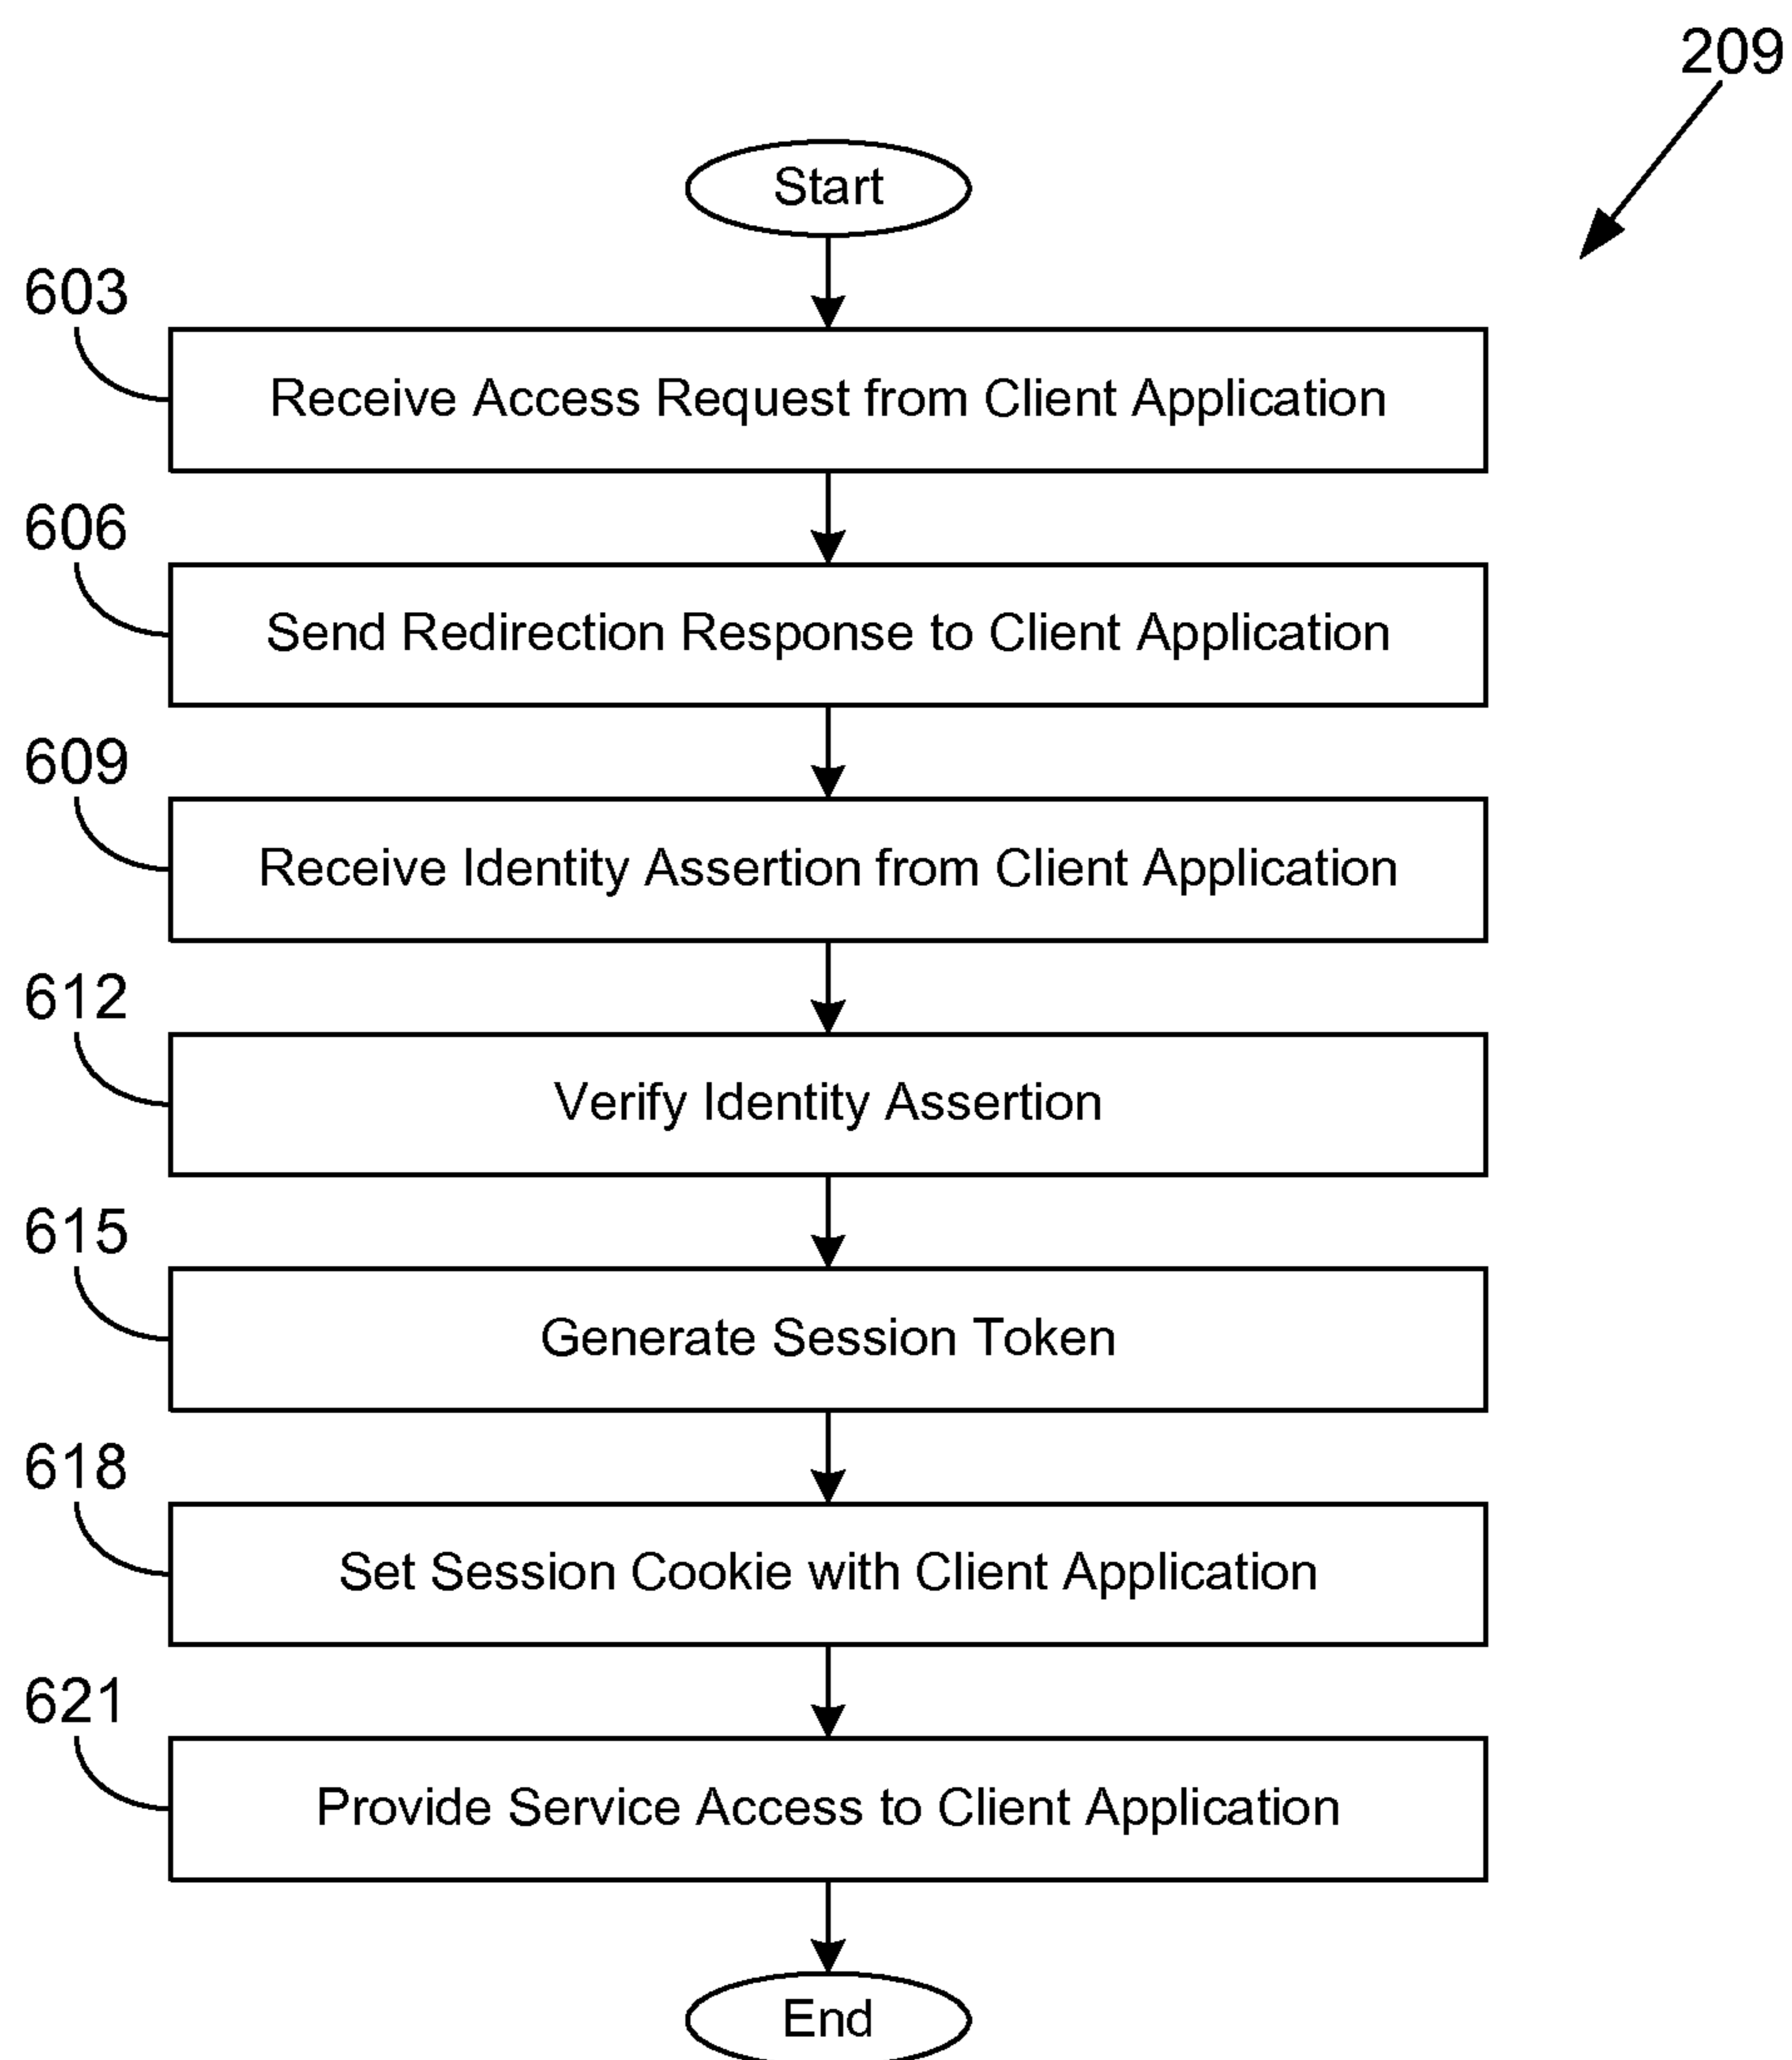 209
Start
603
Receive Access Request from Client Application
606
Send Redirection Response to Client Application
609
Receive Identity Assertion from Client Application
612
Verify Identity Assertion
615
Generate Session Token
618
Set Session Cookie with Client Application
621
Provide Service Access to Client Application
End